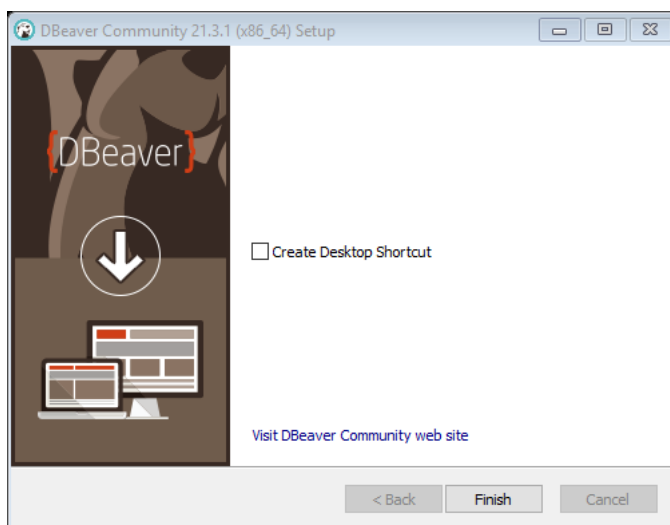 DBeaver Community 21.3.1 (x86_64) Setup
{DBeaver}
Create Desktop Shortcut
Visit DBeaver Community web site
< Back
Finish
Cancel